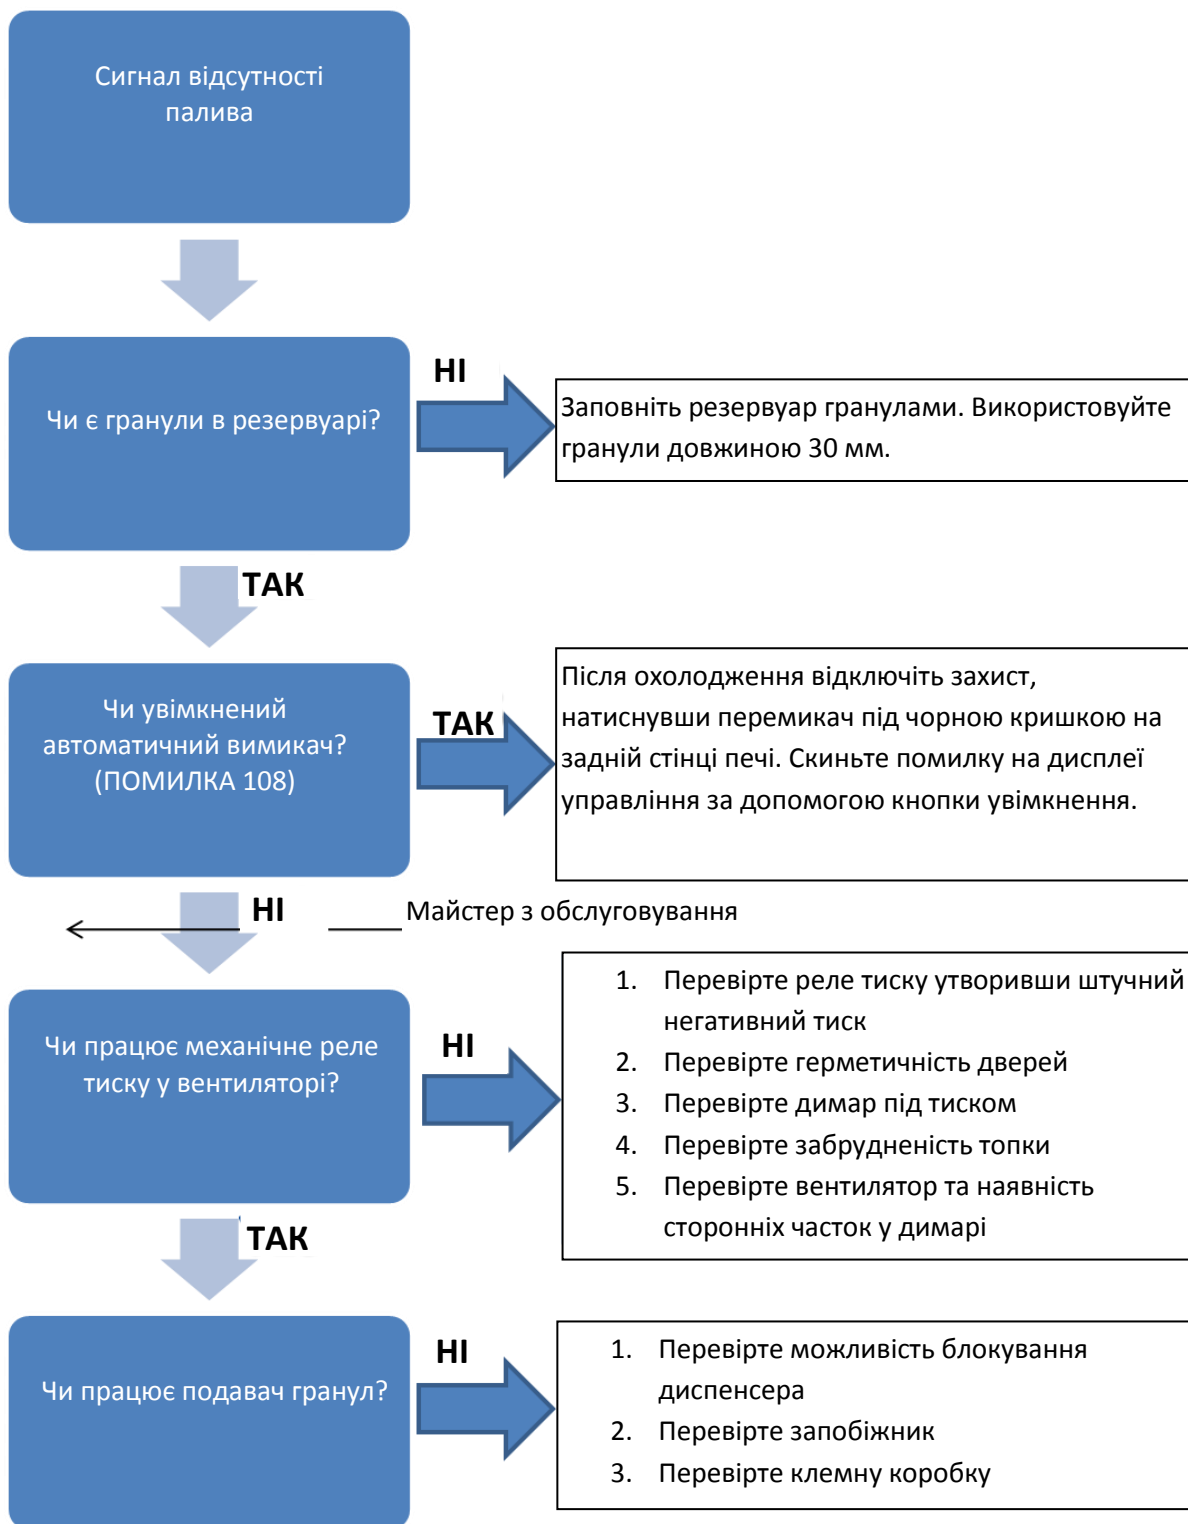 Сигнал відсутності
палива
Чи є гранули в резервуарі?
НІ
Заповніть резервуар гранулами. Використовуйте
гранули довжиною 30 мм.
ТАК
Чи увімкнений
автоматичний вимикач?
(ПОМИЛКА 108)
ТАК
Після охолодження відключіть захист,
натиснувши перемикач під чорною кришкою на
задній стінці печі. Скиньте помилку на дисплеї
управління за допомогою кнопки увімкнення.
НІ
Майстер з обслуговування
Чи працює механічне реле
тиску у вентиляторі?
НІ
1. Перевірте реле тиску утворивши штучний
негативний тиск
2. Перевірте герметичність дверей
3. Перевірте димар під тиском
4. Перевірте забрудненість топки
5. Перевірте вентилятор та наявність
сторонніх часток у димарі
ТАК
Чи працює подавач гранул?
НІ
1. Перевірте можливість блокування
диспенсера
2. Перевірте запобіжник
3. Перевірте клемну коробку